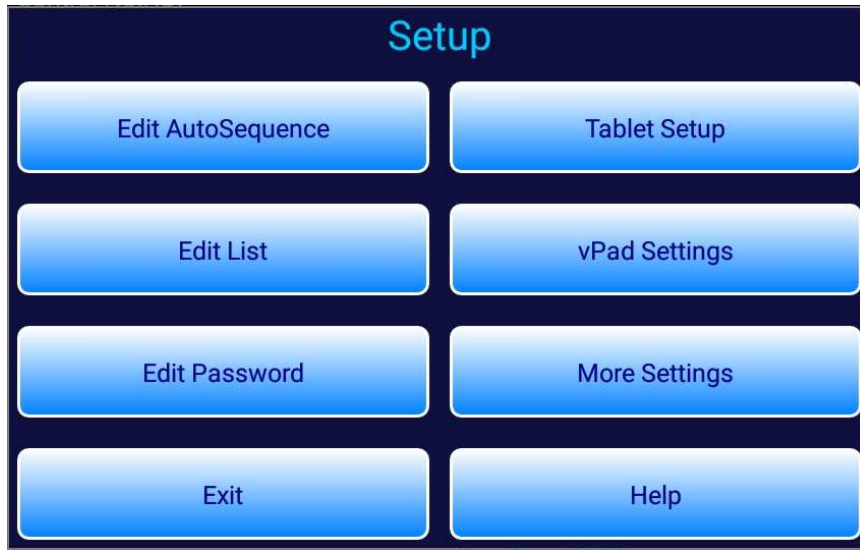 Setup
Edit AutoSequence
Tablet Setup
Edit List
vPad Settings
Edit Password
More Settings
Exit
Help